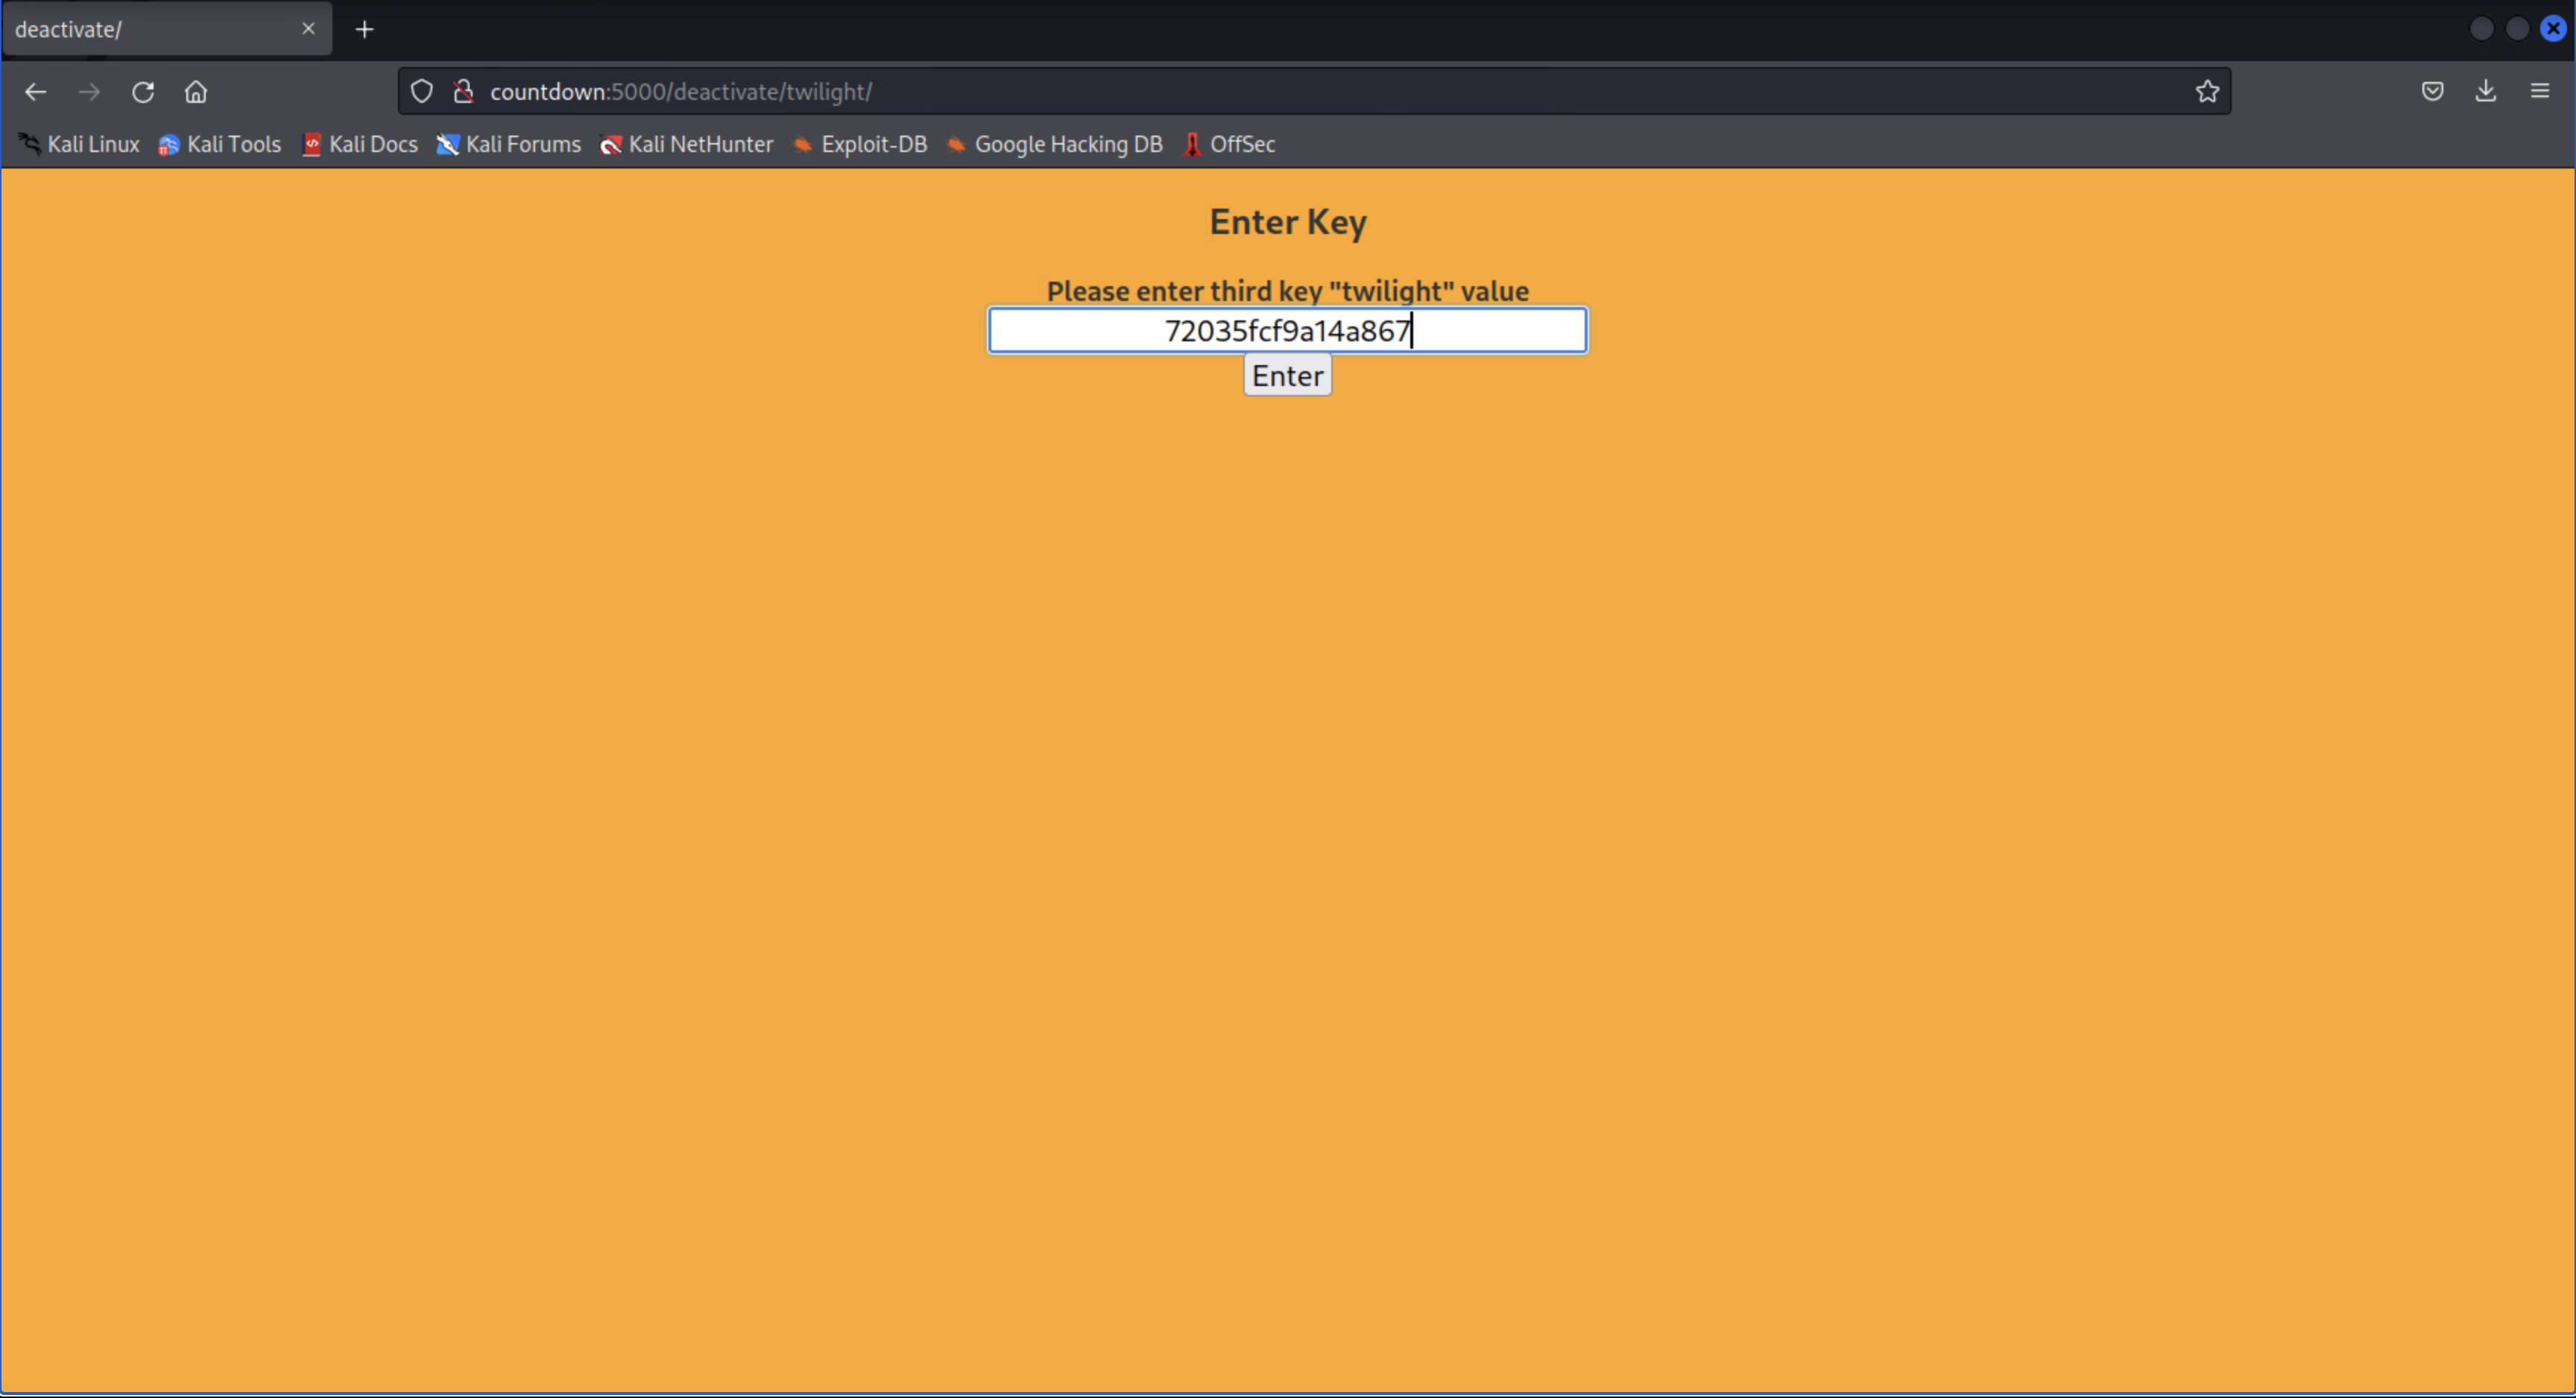 deactivate/
countdown:5000/deactivate/twilight/
Kali Linux Kali Tools Kali Docs Kali Forums Kali NetHunter Exploit-DB Google Hacking DB OffSec
Enter Key
Please enter third key "twilight" value
72035fcf9a14a867
Enter